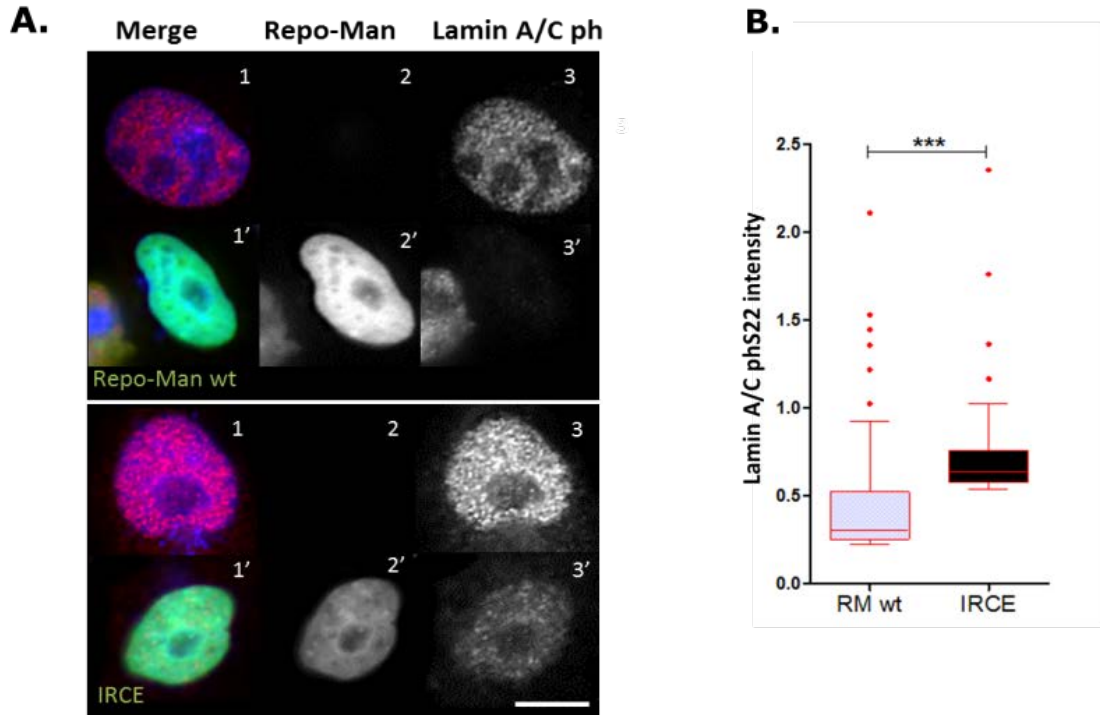 A.
Merge Repo-Man Lamin A/C ph
1 2 3
1’ 2’ 3’
Repo-Man wt
1 2 3
1’ 2’ 3’
IRCE
B.
Lamin A/C phS22 intensity
2.5
2.0
1.5
1.0
0.5
0.0
***
RM wt IRCE